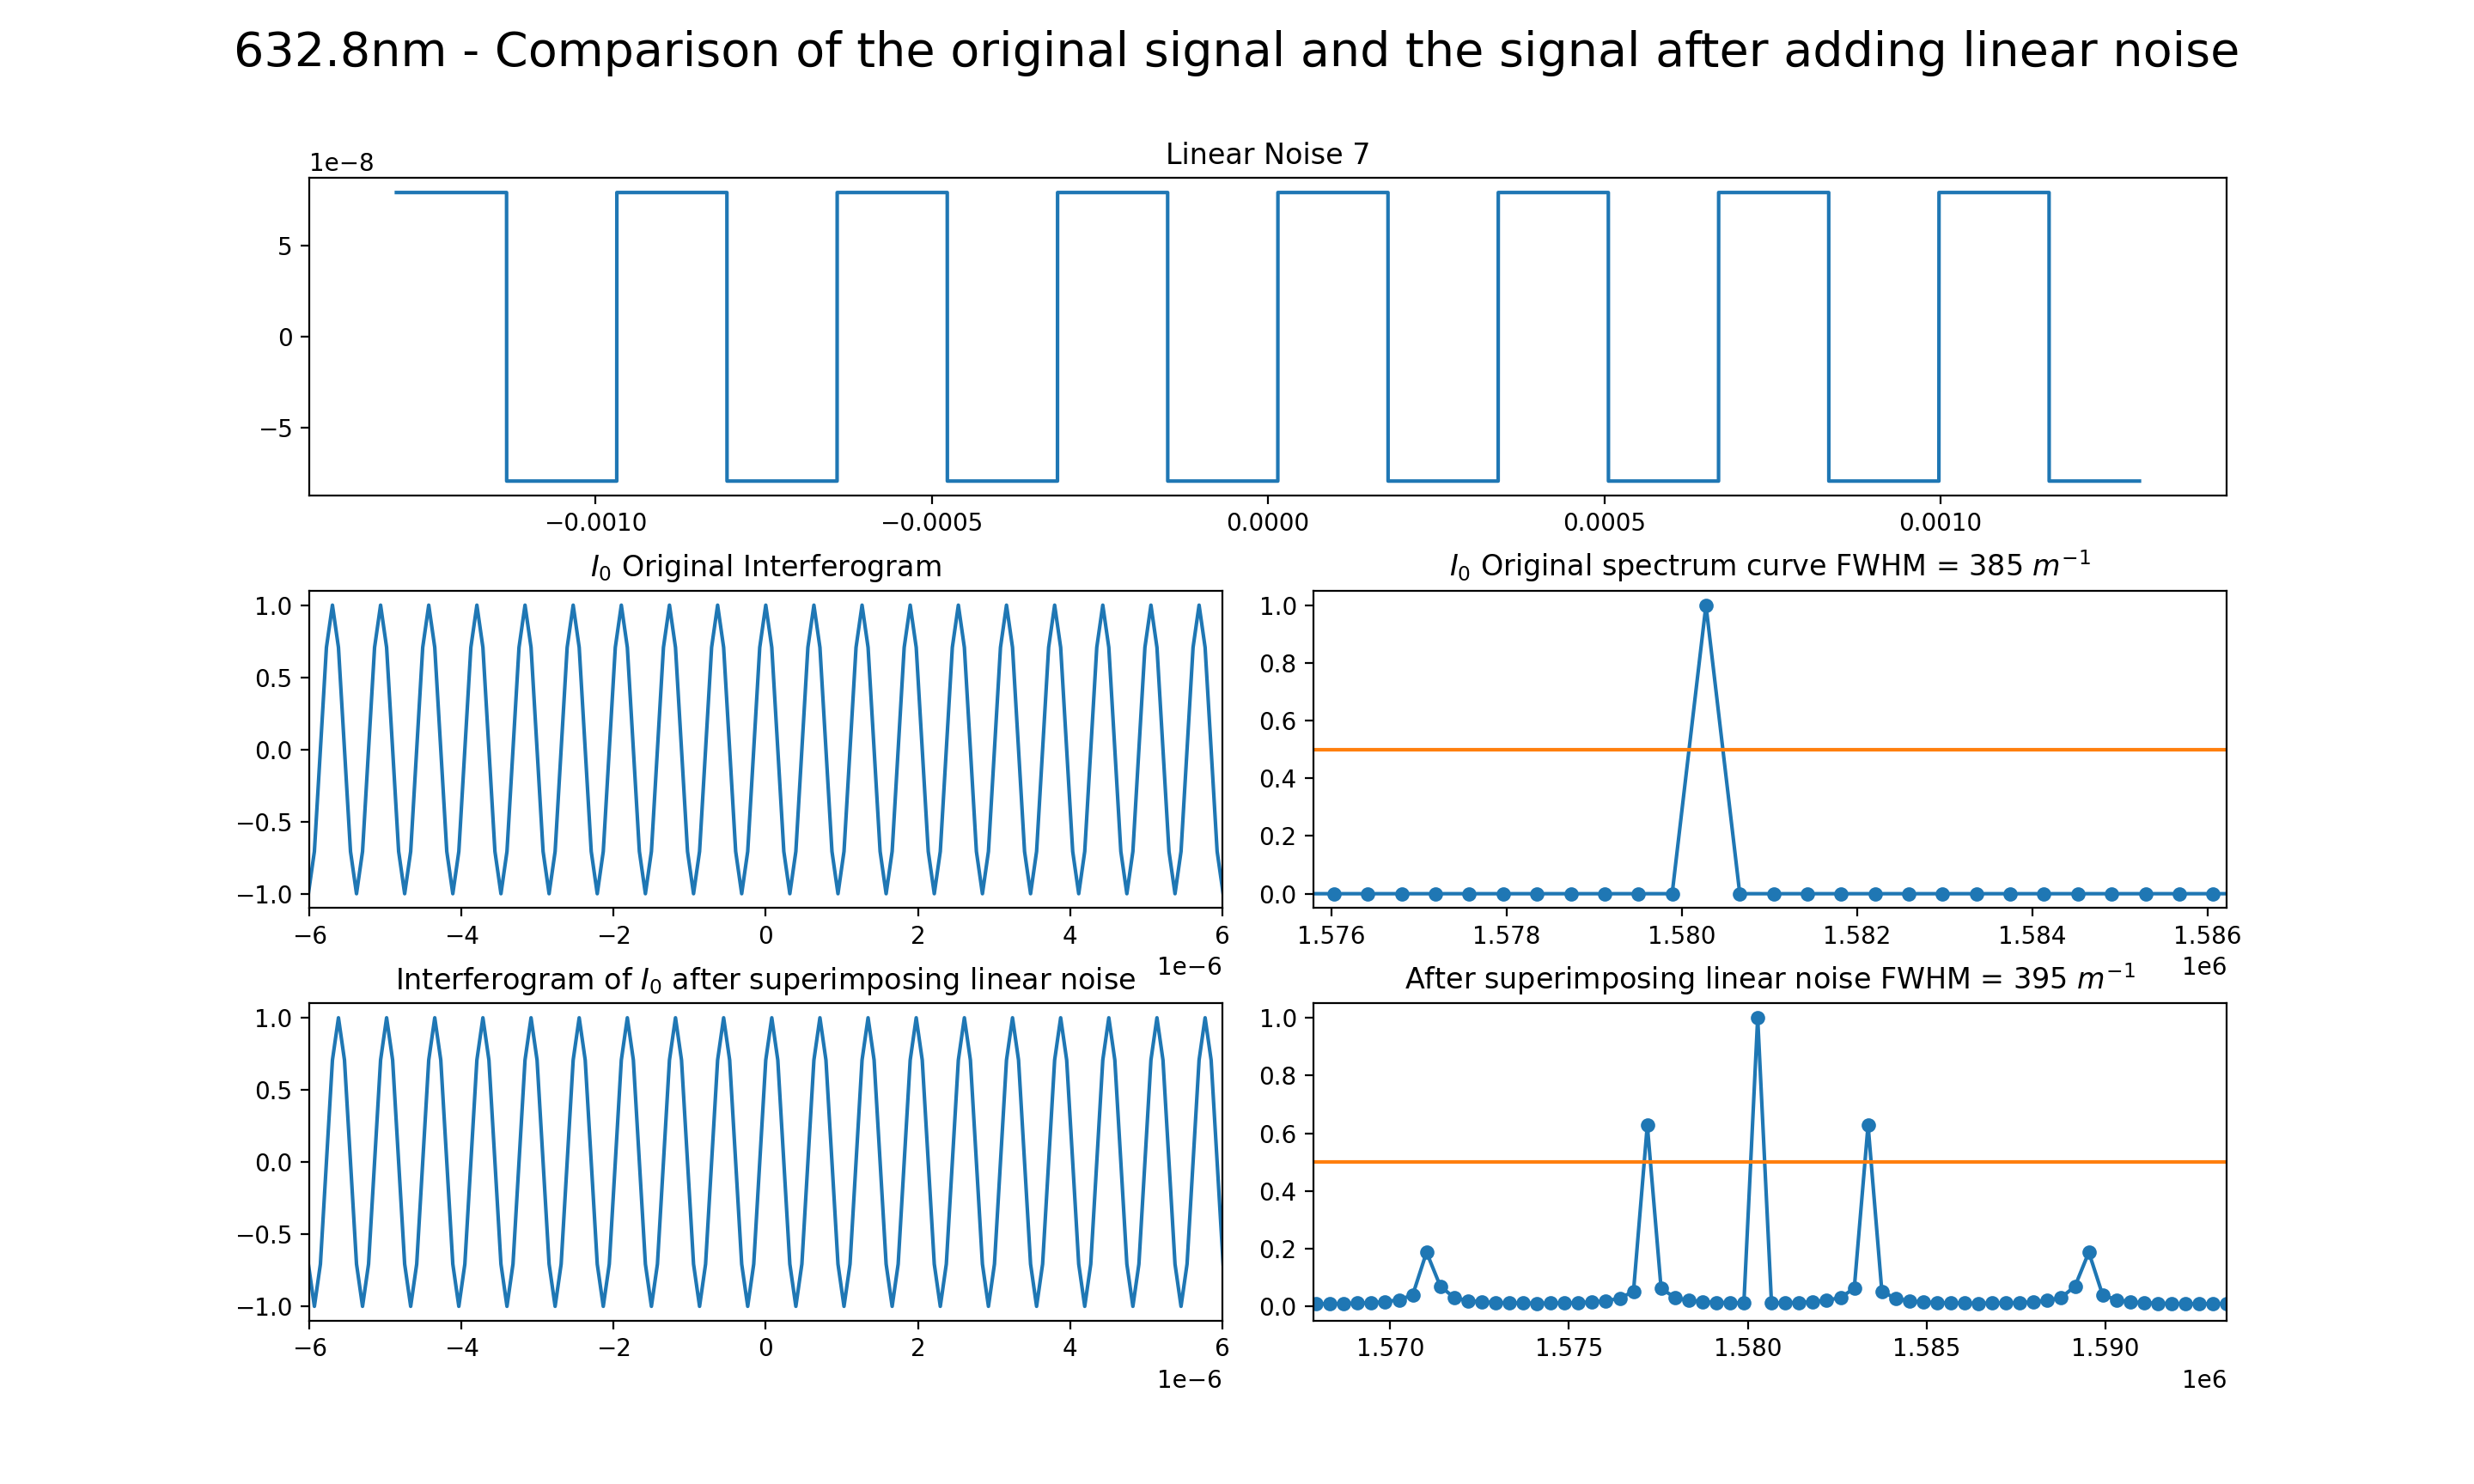 632.8nm - Comparison of the original signal and the signal after adding linear noise
Linear Noise 7
1e−8
5
0
−5
−0.0010 −0.0005 0.0000 0.0005 0.0010
I₀ Original Interferogram
1.0
0.5
0.0
−0.5
−1.0
−6 −4 −2 0 2 4 6
1e−6
I₀ Original spectrum curve FWHM = 385 m⁻¹
1.0
0.8
0.6
0.4
0.2
0.0
1.576 1.578 1.580 1.582 1.584 1.586
1e6
Interferogram of I₀ after superimposing linear noise
1.0
0.5
0.0
−0.5
−1.0
−6 −4 −2 0 2 4 6
1e−6
After superimposing linear noise FWHM = 395 m⁻¹
1.0
0.8
0.6
0.4
0.2
0.0
1.570 1.575 1.580 1.585 1.590
1e6